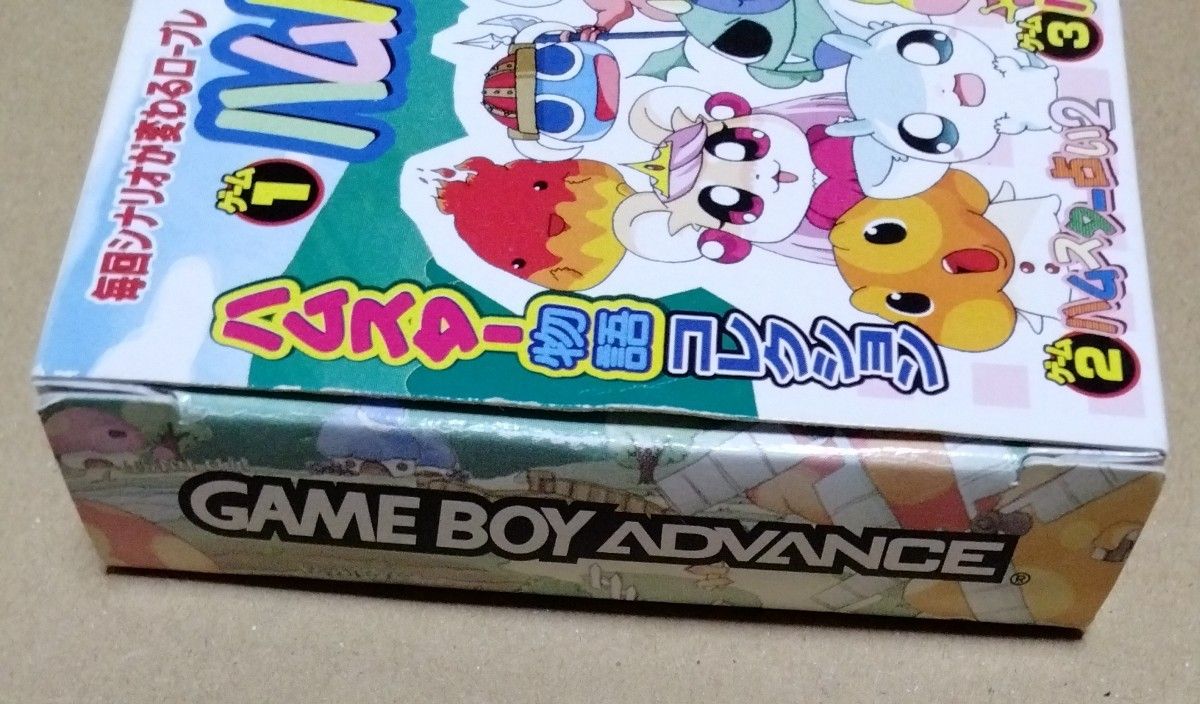 毎回シナリオが変わるロープレ
ハム
ゲーム
1
ハムスター物語コレクション
ゲーム
2
ハムスター占い2
ゲーム
3
GAME BOY ADVANCE®